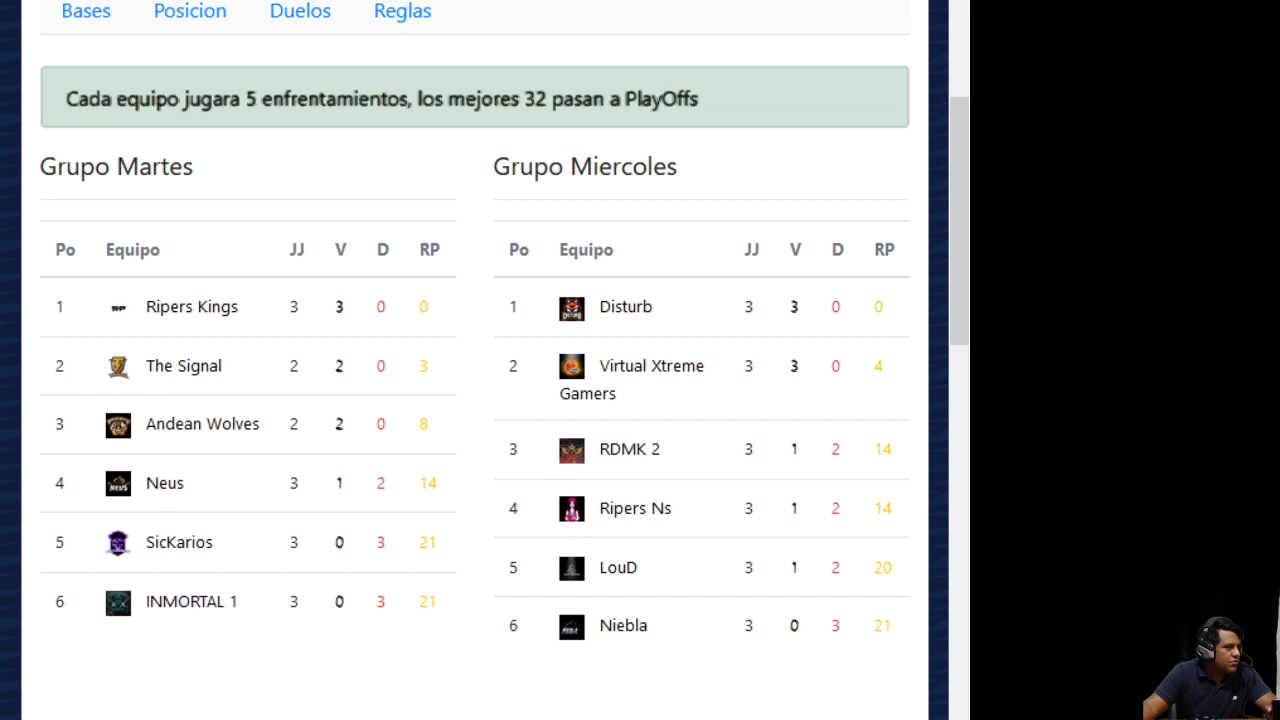 Bases Posicion Duelos Reglas
Cada equipo jugara 5 enfrentamientos, los mejores 32 pasan a PlayOffs
Grupo Martes
Po Equipo JJ V D RP
1 Ripers Kings 3 3 0 0
2 The Signal 2 2 0 3
3 Andean Wolves 2 2 0 8
4 Neus 3 1 2 14
5 SicKarios 3 0 3 21
6 INMORTAL 1 3 0 3 21
Grupo Miercoles
Po Equipo JJ V D RP
1 Disturb 3 3 0 0
2 Virtual Xtreme 3 3 0 4
Gamers
3 RDMK 2 3 1 2 14
4 Ripers Ns 3 1 2 14
5 LouD 3 1 2 20
6 Niebla 3 0 3 21